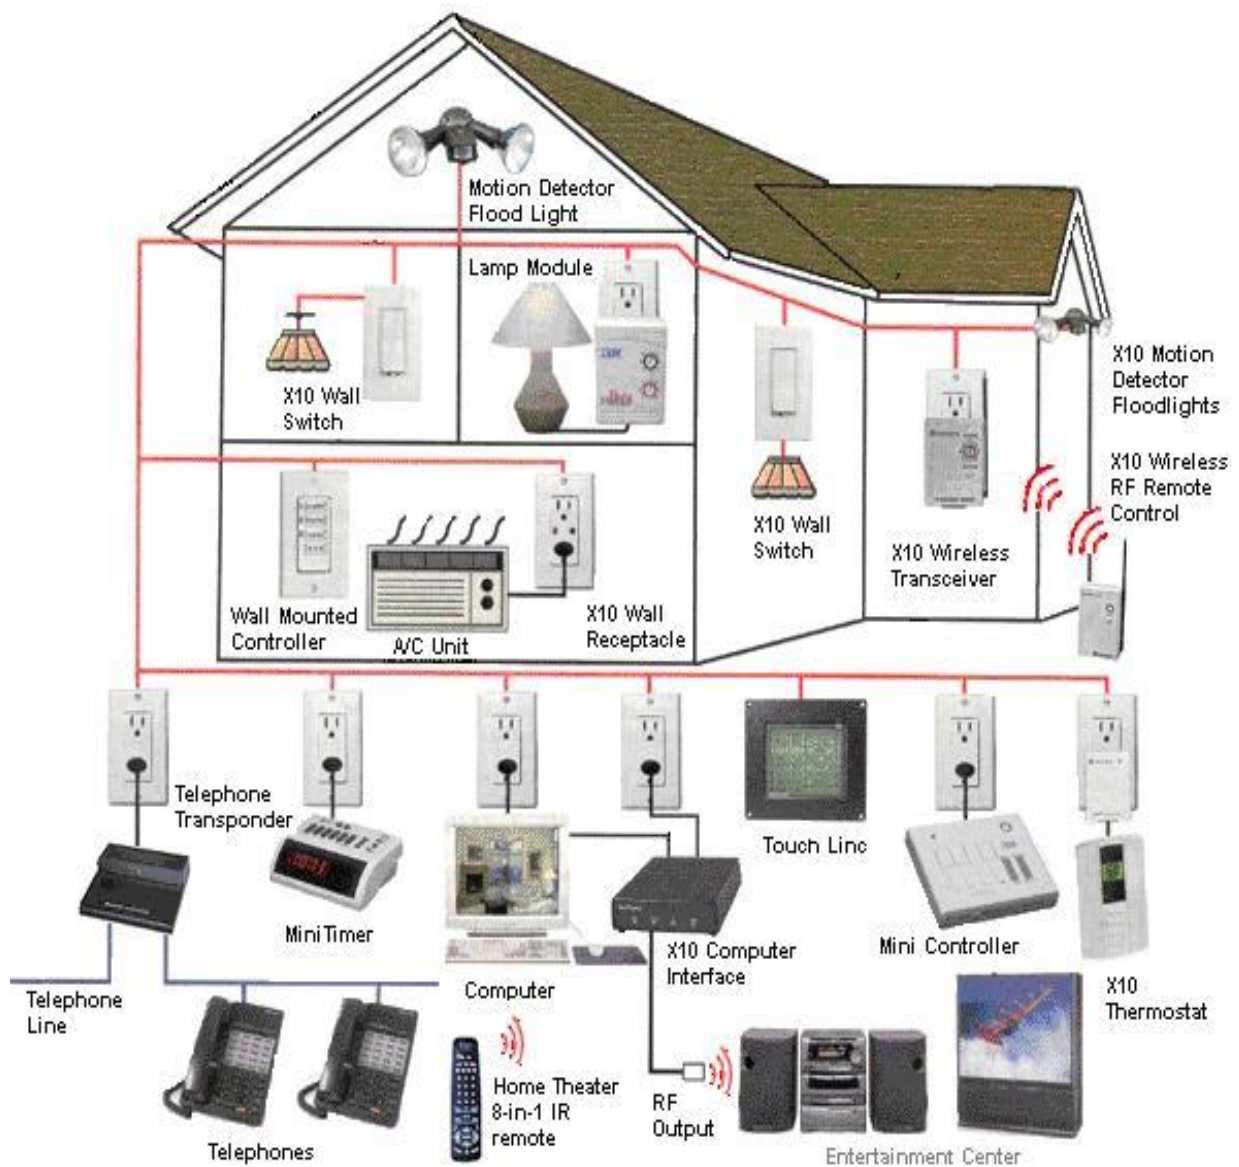 Motion Detector
Flood Light
Lamp Module
X10 Wall
Switch
X10 Motion
Detector
Floodlights
X10 Wireless
RF Remote
Control
X10 Wall
Switch
X10 Wireless
Transceiver
Wall Mounted
Controller
A/C Unit
X10 Wall
Receptacle
Telephone
Transponder
Mini Timer
Touch Linc
Mini Controller
X10 Computer
Interface
Computer
X10
Thermostat
Telephone
Line
Telephones
Home Theater
8-in-1 IR
remote
RF
Output
Entertainment Center